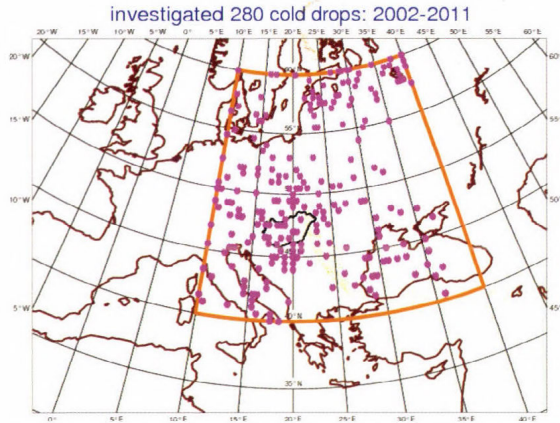 investigated 280 cold drops: 2002-2011
20°W 15°W 10°W 5°W 0° 5°E 10°E 15°E 20°E 25°E 30°E 35°E 40°E 45°E 50°E 55°E 60°
15°W 55°
55°
10°W 50°
5°W 45°
40°N
35°N
0° 5°E 10°E 15°E 20°E 25°E 30°E 35°E 40°E